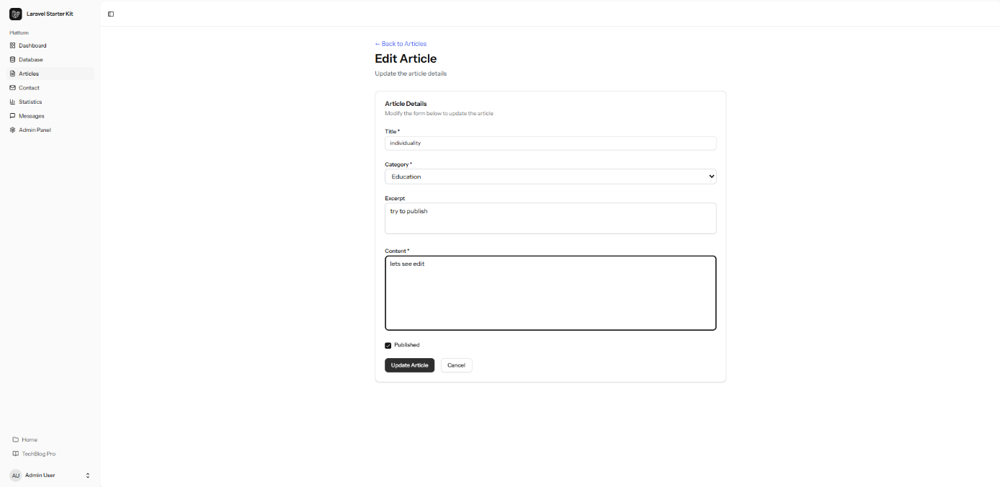 Laravel Starter Kit
Platform
Dashboard
Database
Articles
Contact
Statistics
Messages
Admin Panel
Home
TechBlog Pro
AU Admin User
← Back to Articles
Edit Article
Update the article details
Article Details
Modify the form below to update the article
Title *
individuality
Category *
Education
Excerpt
try to publish
Content *
lets see edit
Published
Update Article Cancel